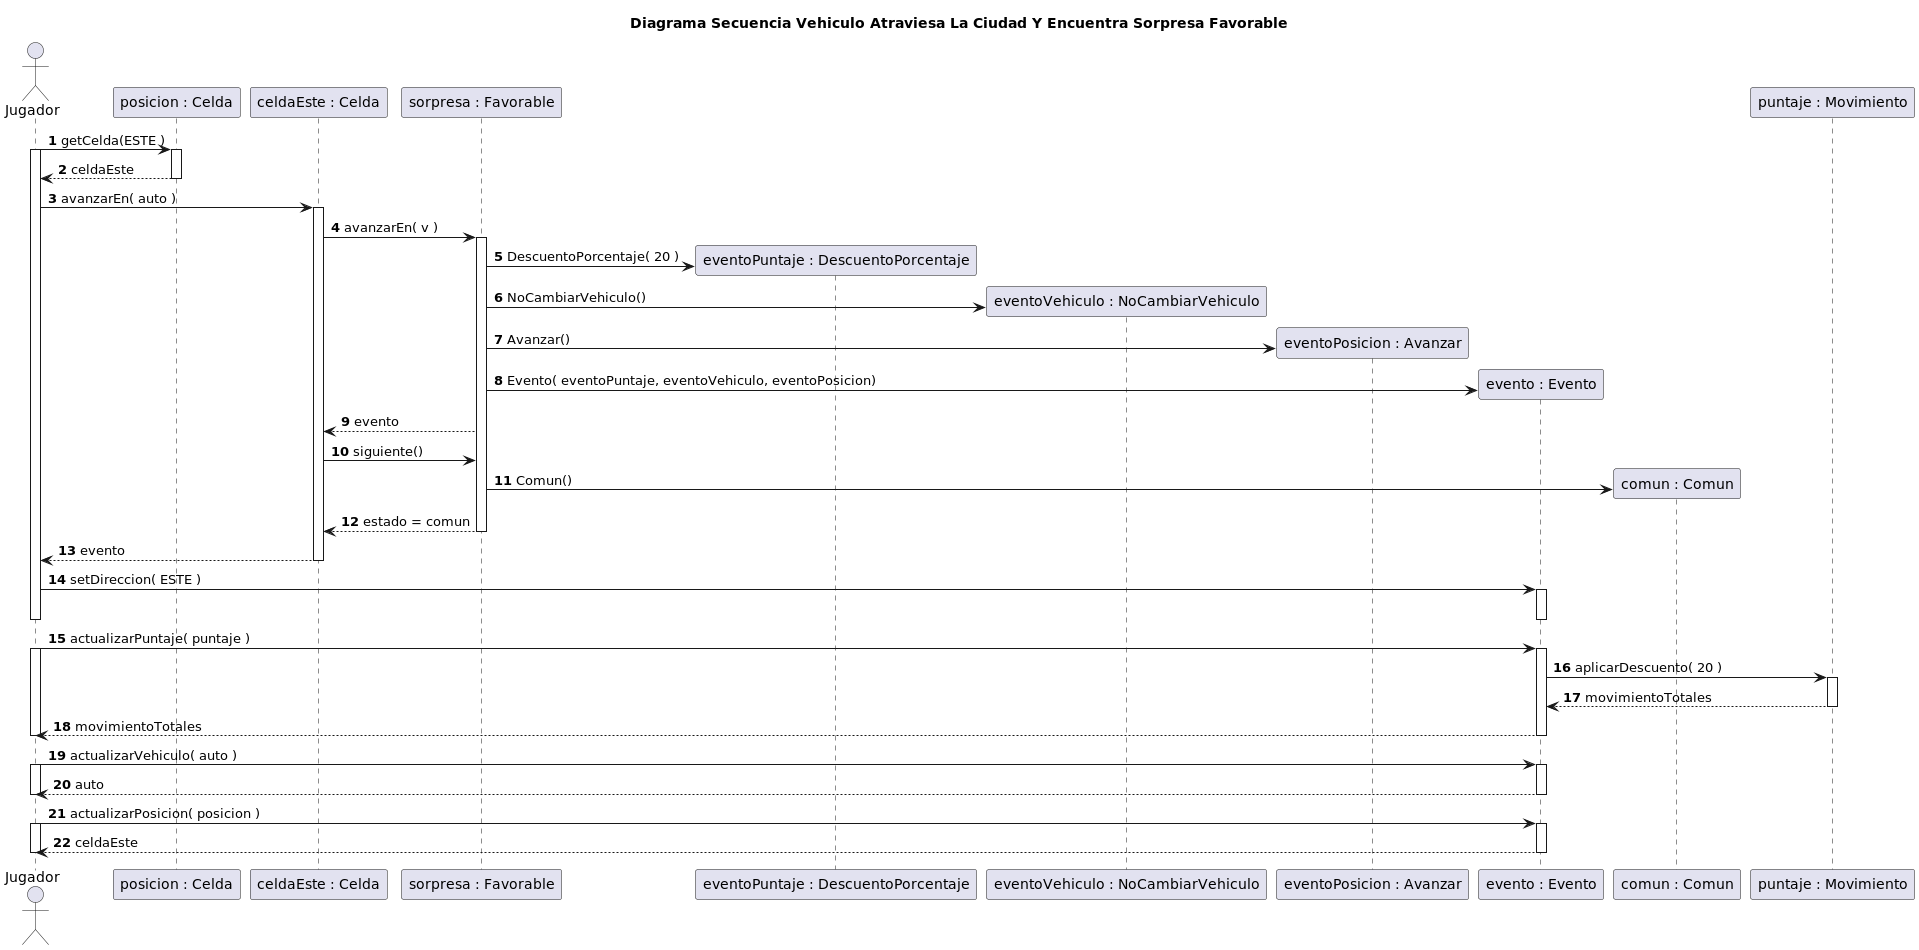 Diagrama Secuencia Vehiculo Atraviesa La Ciudad Y Encuentra Sorpresa Favorable
Jugador
posicion : Celda
celdaEste : Celda
sorpresa : Favorable
puntaje : Movimiento
1 getCelda(ESTE )
2 celdaEste
3 avanzarEn( auto )
4 avanzarEn( v )
5 DescuentoPorcentaje( 20 )
eventoPuntaje : DescuentoPorcentaje
6 NoCambiarVehiculo()
eventoVehiculo : NoCambiarVehiculo
7 Avanzar()
eventoPosicion : Avanzar
8 Evento( eventoPuntaje, eventoVehiculo, eventoPosicion)
evento : Evento
9 evento
10 siguiente()
11 Comun()
comun : Comun
12 estado = comun
13 evento
14 setDireccion( ESTE )
15 actualizarPuntaje( puntaje )
16 aplicarDescuento( 20 )
17 movimientoTotales
18 movimientoTotales
19 actualizarVehiculo( auto )
20 auto
21 actualizarPosicion( posicion )
22 celdaEste
Jugador
posicion : Celda
celdaEste : Celda
sorpresa : Favorable
eventoPuntaje : DescuentoPorcentaje
eventoVehiculo : NoCambiarVehiculo
eventoPosicion : Avanzar
evento : Evento
comun : Comun
puntaje : Movimiento